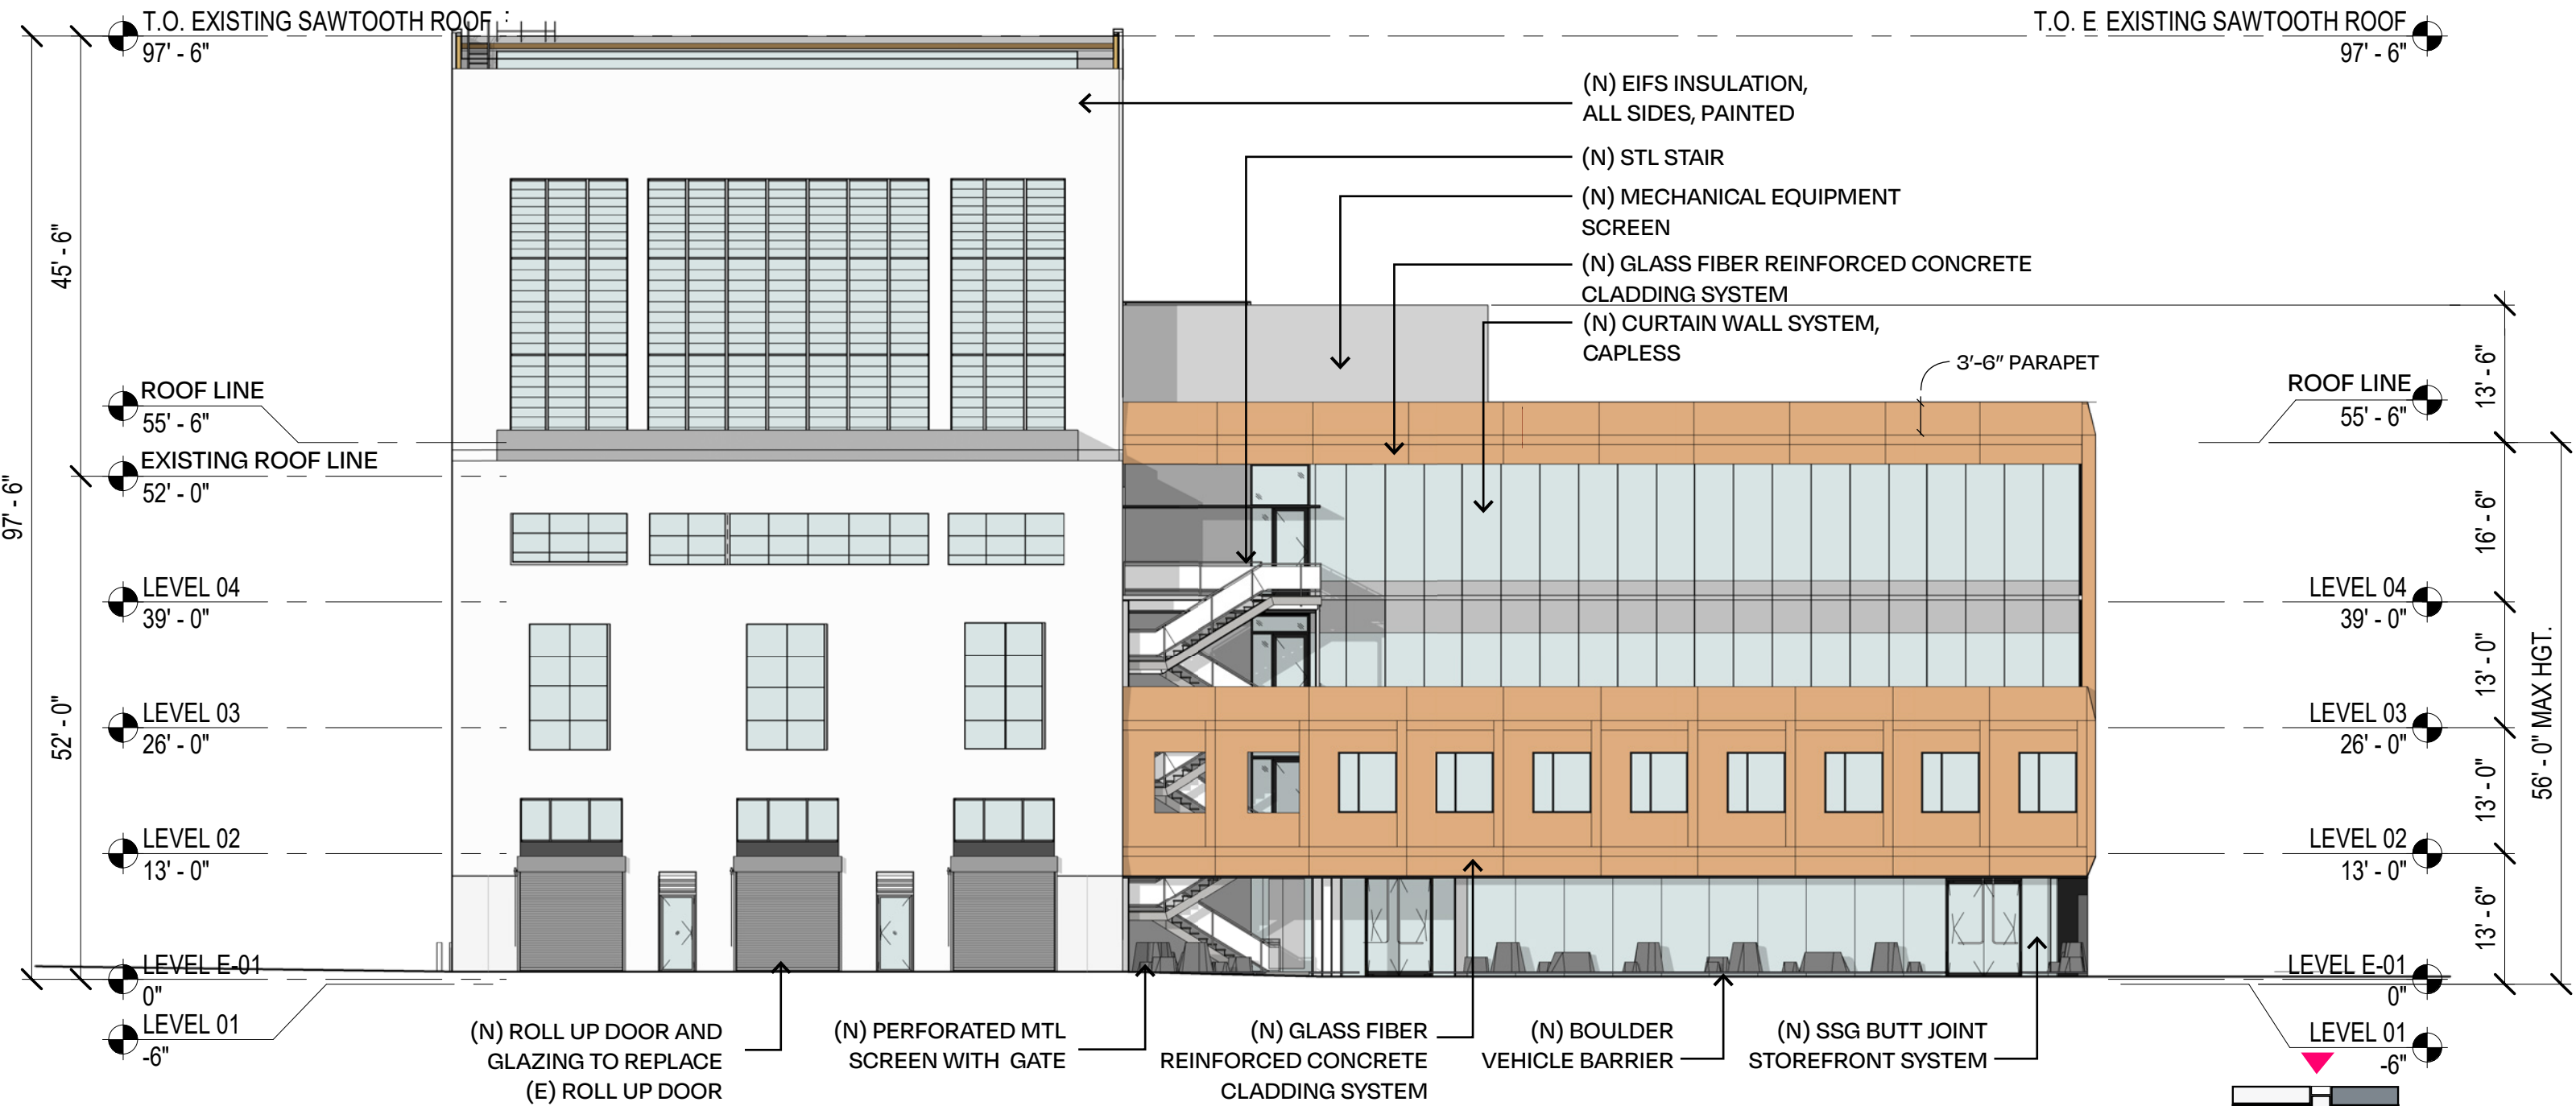 T.O. EXISTING SAWTOOTH ROOF
97' - 6"
T.O. E EXISTING SAWTOOTH ROOF
97' - 6"
(N) EIFS INSULATION,
ALL SIDES, PAINTED
(N) STL STAIR
(N) MECHANICAL EQUIPMENT
SCREEN
(N) GLASS FIBER REINFORCED CONCRETE
CLADDING SYSTEM
(N) CURTAIN WALL SYSTEM,
CAPLESS
3'-6" PARAPET
45' - 6"
52' - 0"
97' - 6"
ROOF LINE
55' - 6"
EXISTING ROOF LINE
52' - 0"
LEVEL 04
39' - 0"
LEVEL 03
26' - 0"
LEVEL 02
13' - 0"
LEVEL E-01
0"
LEVEL 01
-6"
ROOF LINE
55' - 6"
LEVEL 04
39' - 0"
LEVEL 03
26' - 0"
LEVEL 02
13' - 0"
LEVEL E-01
0"
LEVEL 01
-6"
13' - 6"
16' - 6"
13' - 0"
13' - 0"
13' - 6"
56' - 0" MAX HGT.
(N) ROLL UP DOOR AND
GLAZING TO REPLACE
(E) ROLL UP DOOR
(N) PERFORATED MTL
SCREEN WITH GATE
(N) GLASS FIBER
REINFORCED CONCRETE
CLADDING SYSTEM
(N) BOULDER
VEHICLE BARRIER
(N) SSG BUTT JOINT
STOREFRONT SYSTEM